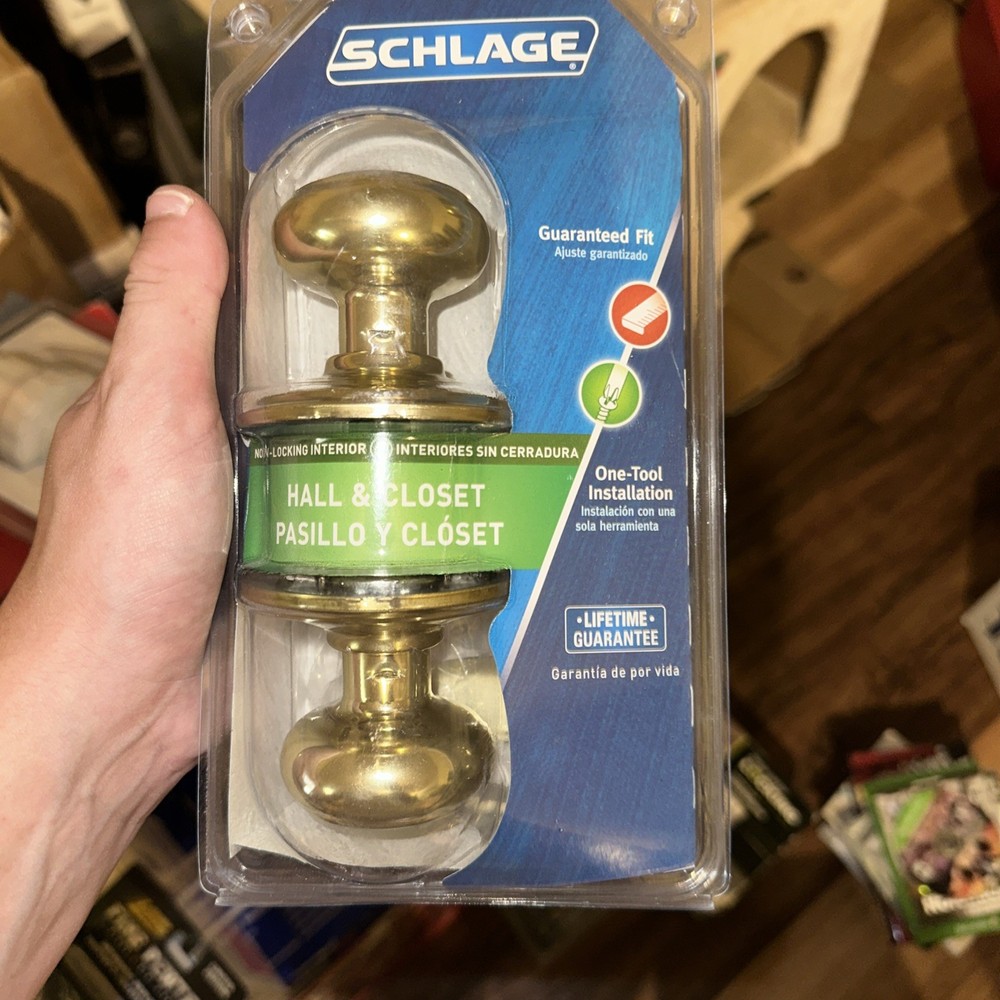 SCHLAGE
Guaranteed Fit
Ajuste garantizado
NON-LOCKING INTERIOR INTERIORES SIN CERRADURA
HALL & CLOSET
PASILLO Y CLÓSET
One-Tool
Installation
Instalación con una
sola herramienta
• LIFETIME •
GUARANTEE
Garantía de por vida